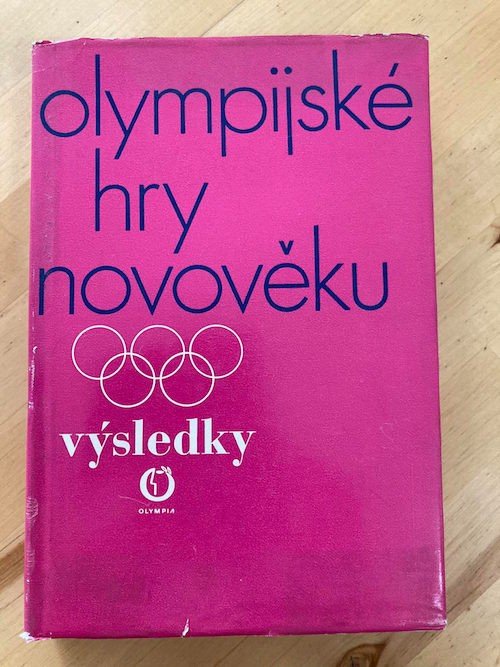 olympijské
hry
novověku
výsledky
OLYMPIA